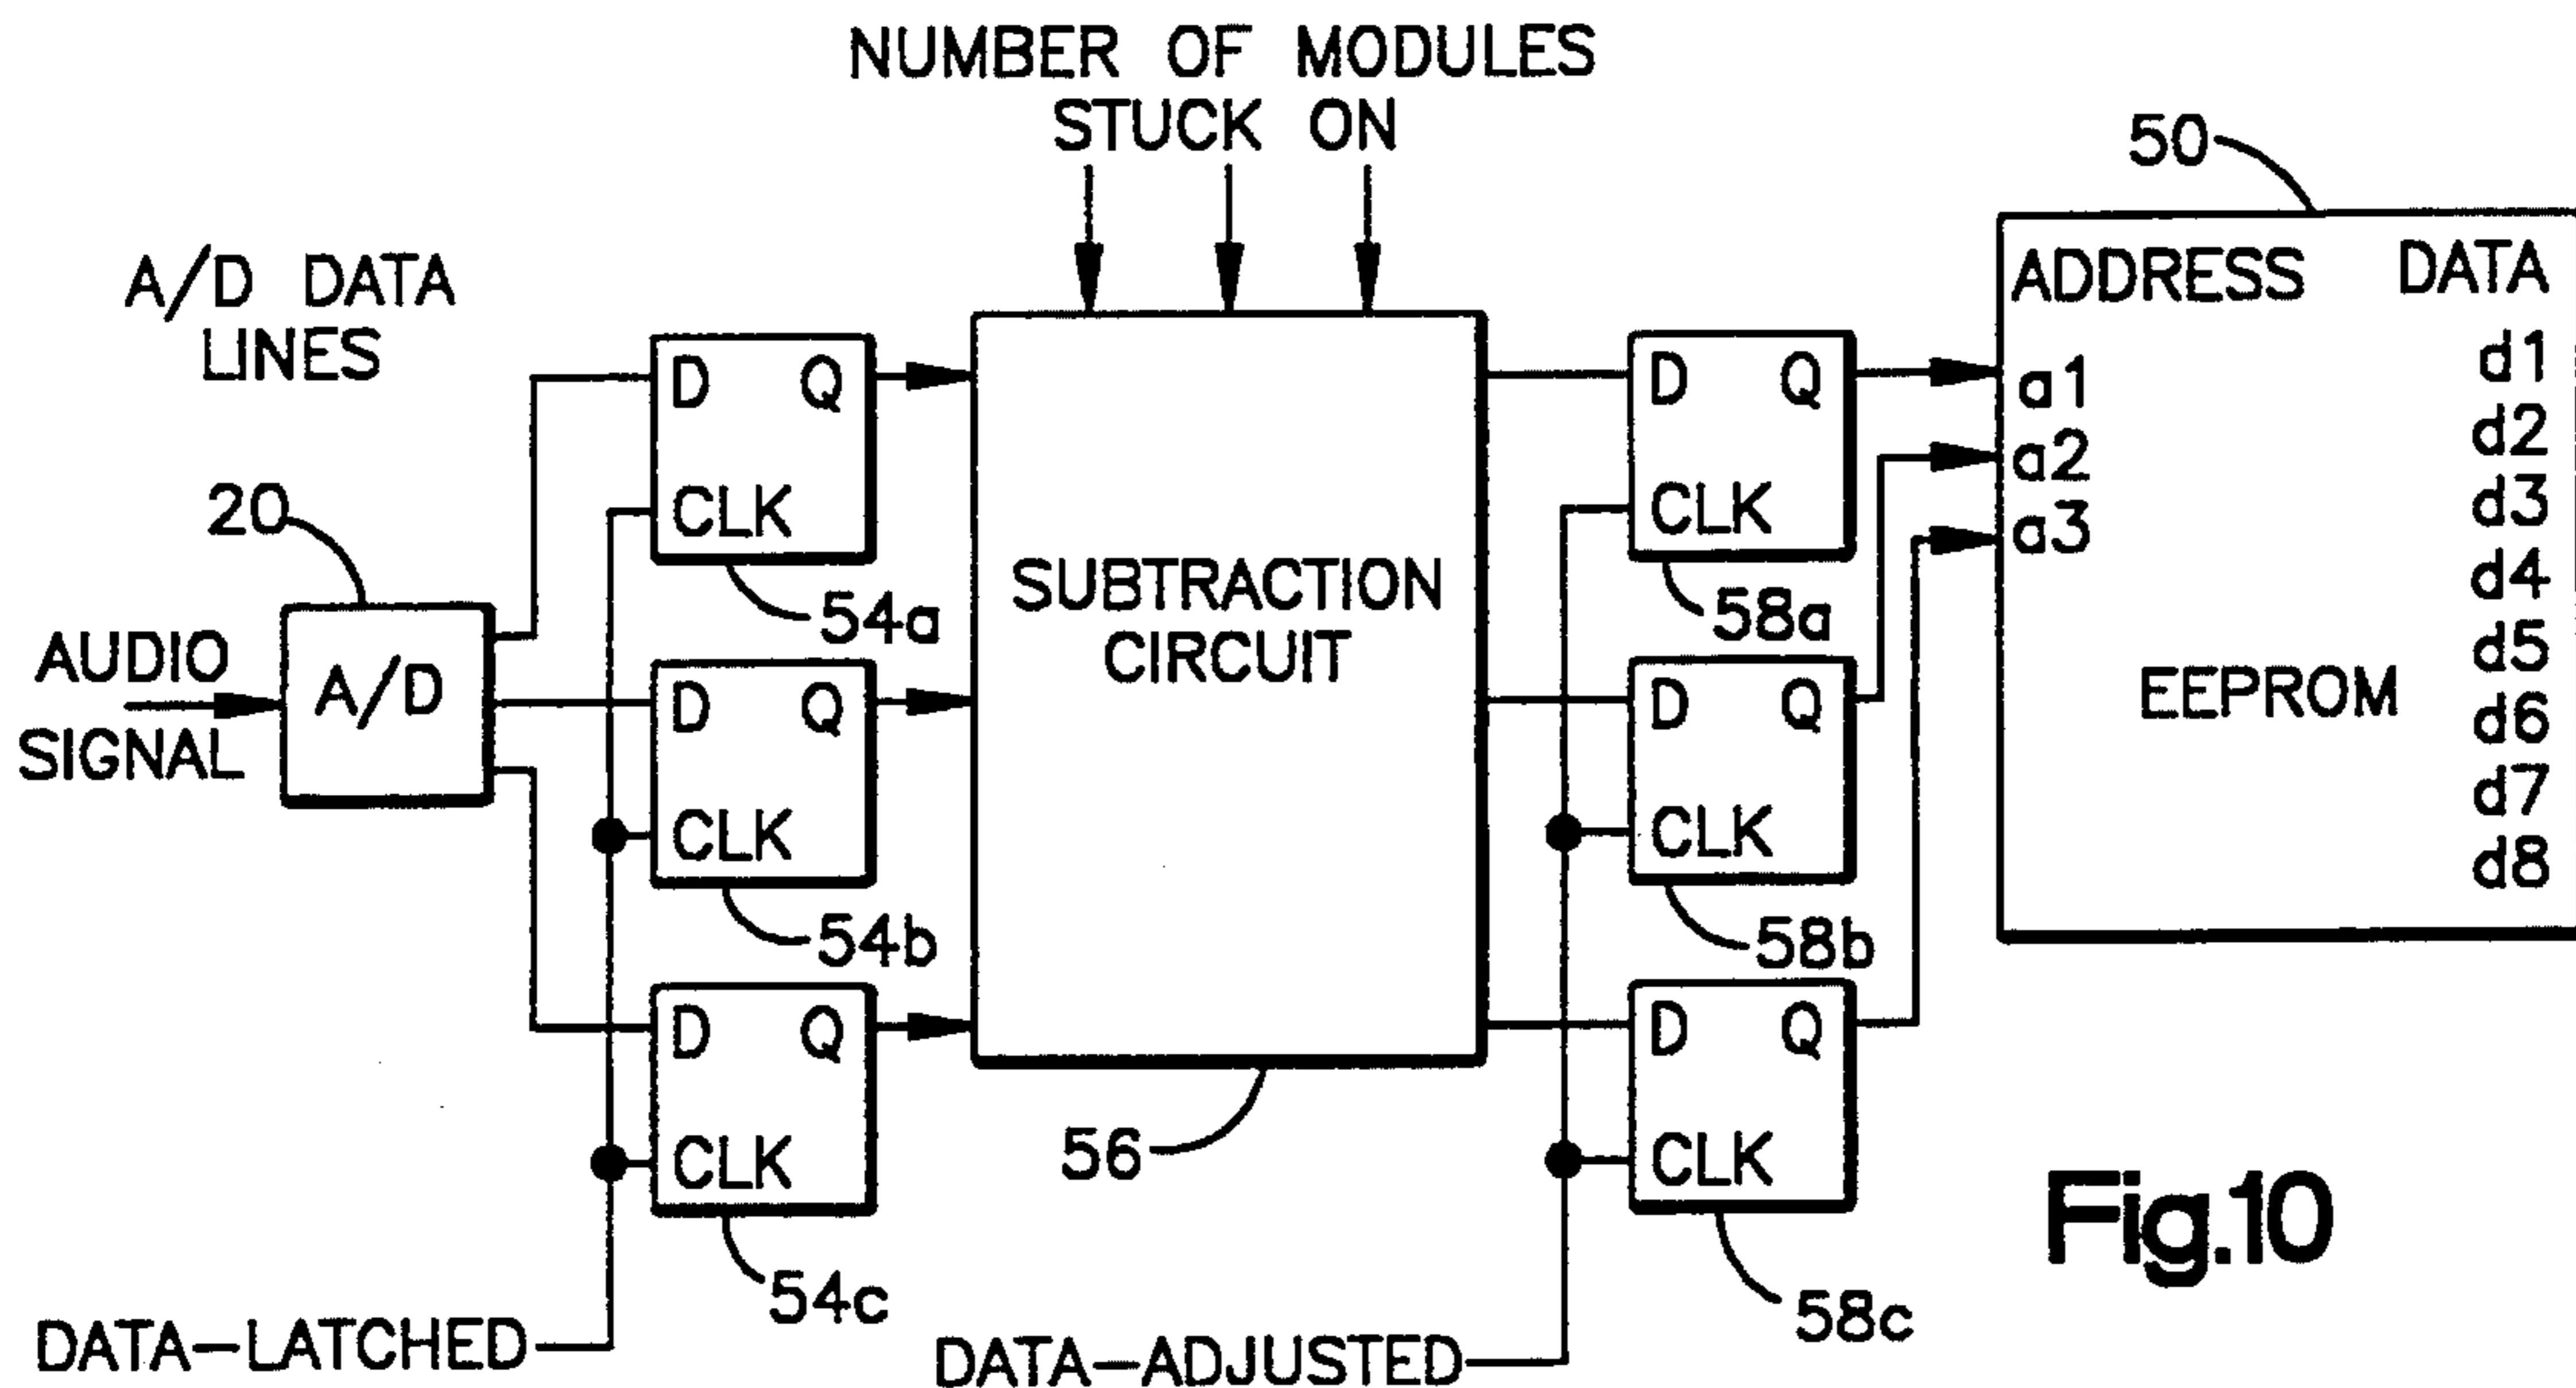 NUMBER OF MODULES
STUCK ON
50
A/D DATA
LINES
ADDRESS DATA
D Q
CLK
D Q
CLK
a1
a2
a3
d1
d2
d3
d4
d5
d6
d7
d8
20
54a
58a
SUBTRACTION
CIRCUIT
AUDIO
SIGNAL
A/D
D Q
CLK
D Q
CLK
EEPROM
54b
58b
D Q
CLK
D Q
CLK
56
54c
58c
Fig.10
DATA-LATCHED
DATA-ADJUSTED